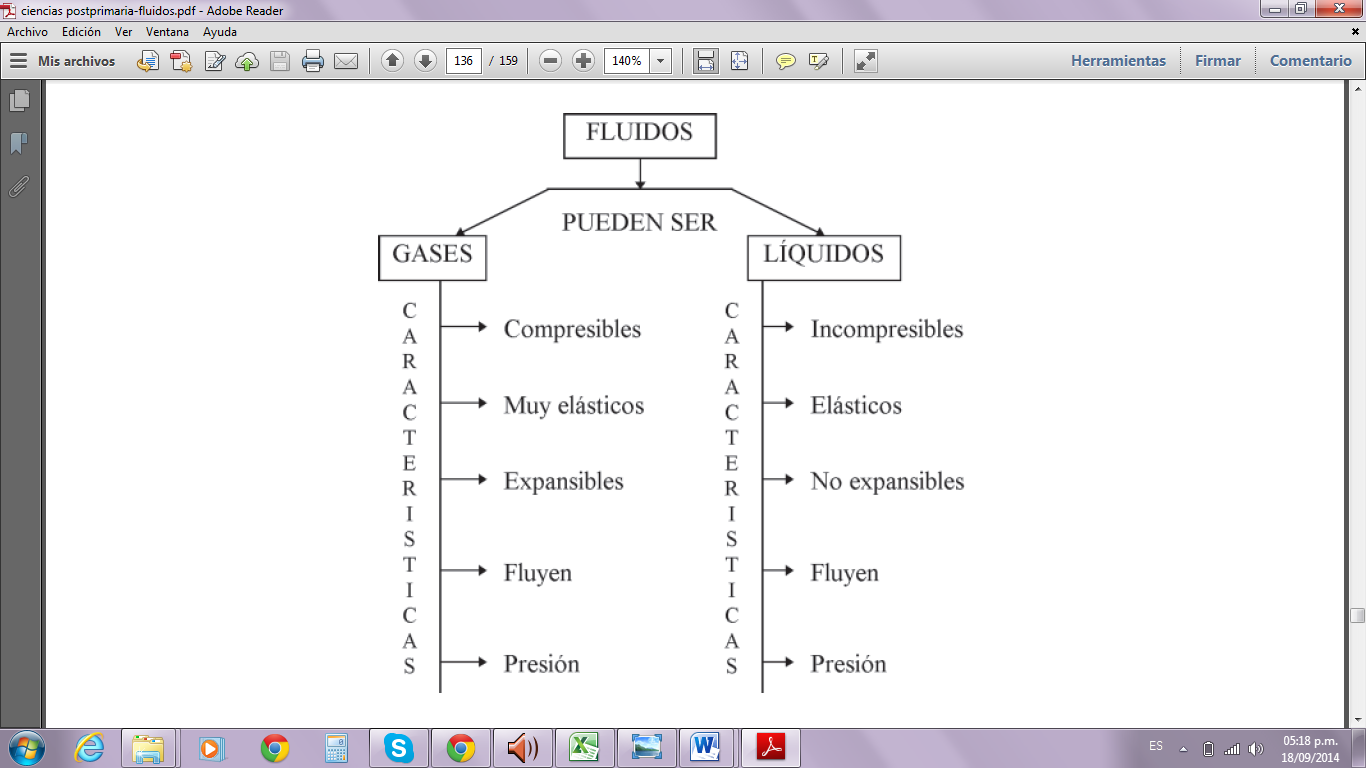 ciencias postprimaria-fluidos.pdf - Adobe Reader
Archivo Edición Ver Ventana Ayuda
Mis archivos 136 / 159 140% Herramientas Firmar Comentario
FLUIDOS
PUEDEN SER
GASES
CARACTERISTICAS
Compresibles
Muy elásticos
Expansibles
Fluyen
Presión
LÍQUIDOS
CARACTERISTICAS
Incompresibles
Elásticos
No expansibles
Fluyen
Presión
ES
05:18 p.m.
18/09/2014